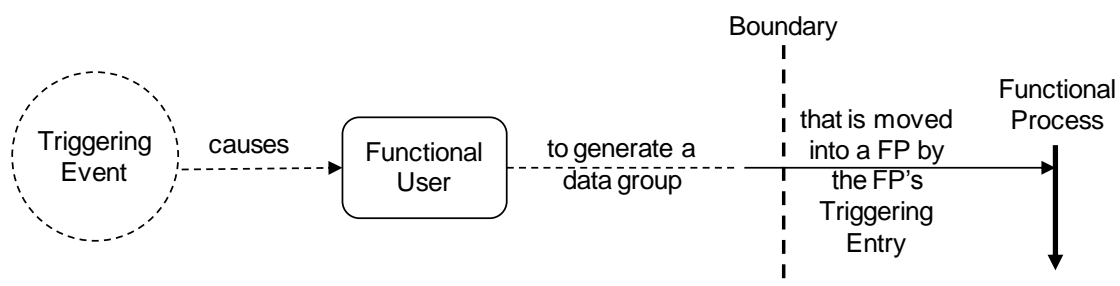 Boundary
Functional
Process
Triggering
Event
causes
Functional
User
to generate a
data group
that is moved
into a FP by
the FP's
Triggering
Entry